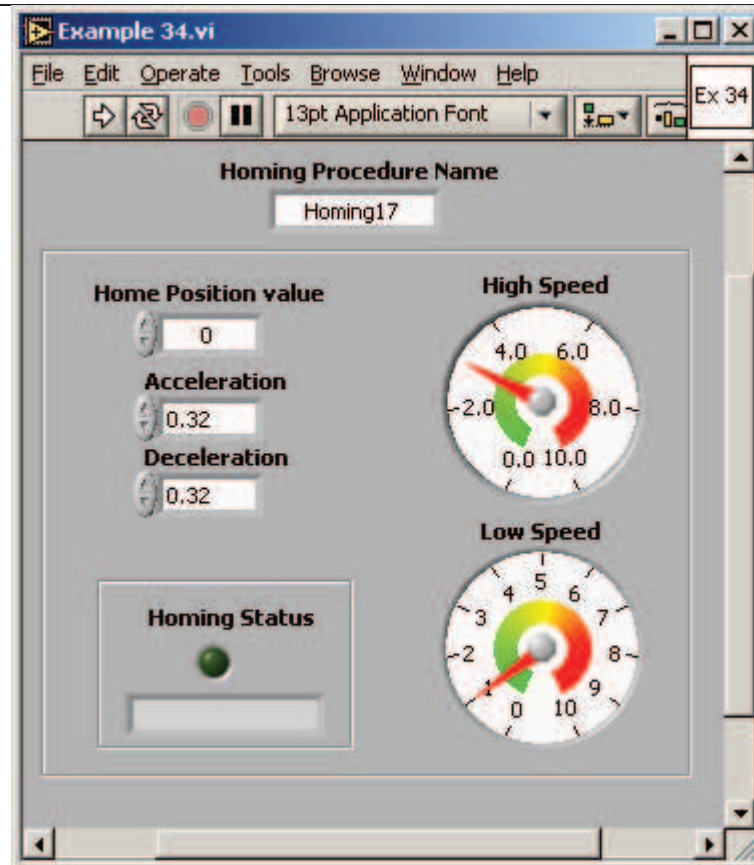 Example 34.vi
File Edit Operate Tools Browse Window Help
13pt Application Font
Ex 34
Homing Procedure Name
Homing17
Home Position value
0
Acceleration
0.32
Deceleration
0.32
High Speed
4.0 6.0
2.0 8.0
0.0 10.0
Low Speed
5
4 6
3 7
2 8
1 9
0 10
Homing Status